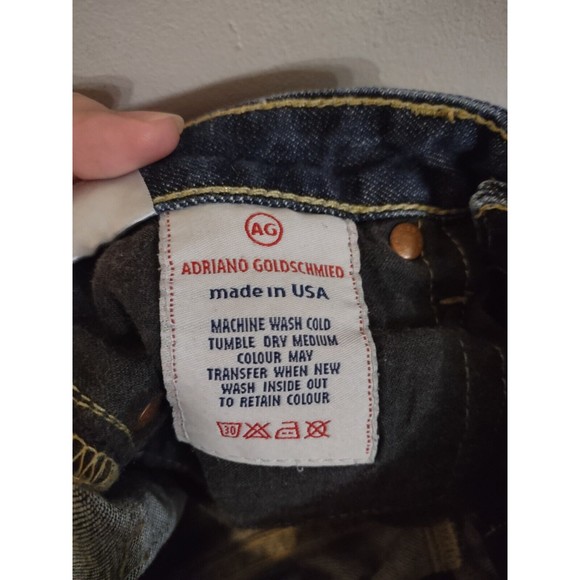 AG
ADRIANO GOLDSCHMIED
made in USA
MACHINE WASH COLD
TUMBLE DRY MEDIUM
COLOUR MAY
TRANSFER WHEN NEW
WASH INSIDE OUT
TO RETAIN COLOUR
30